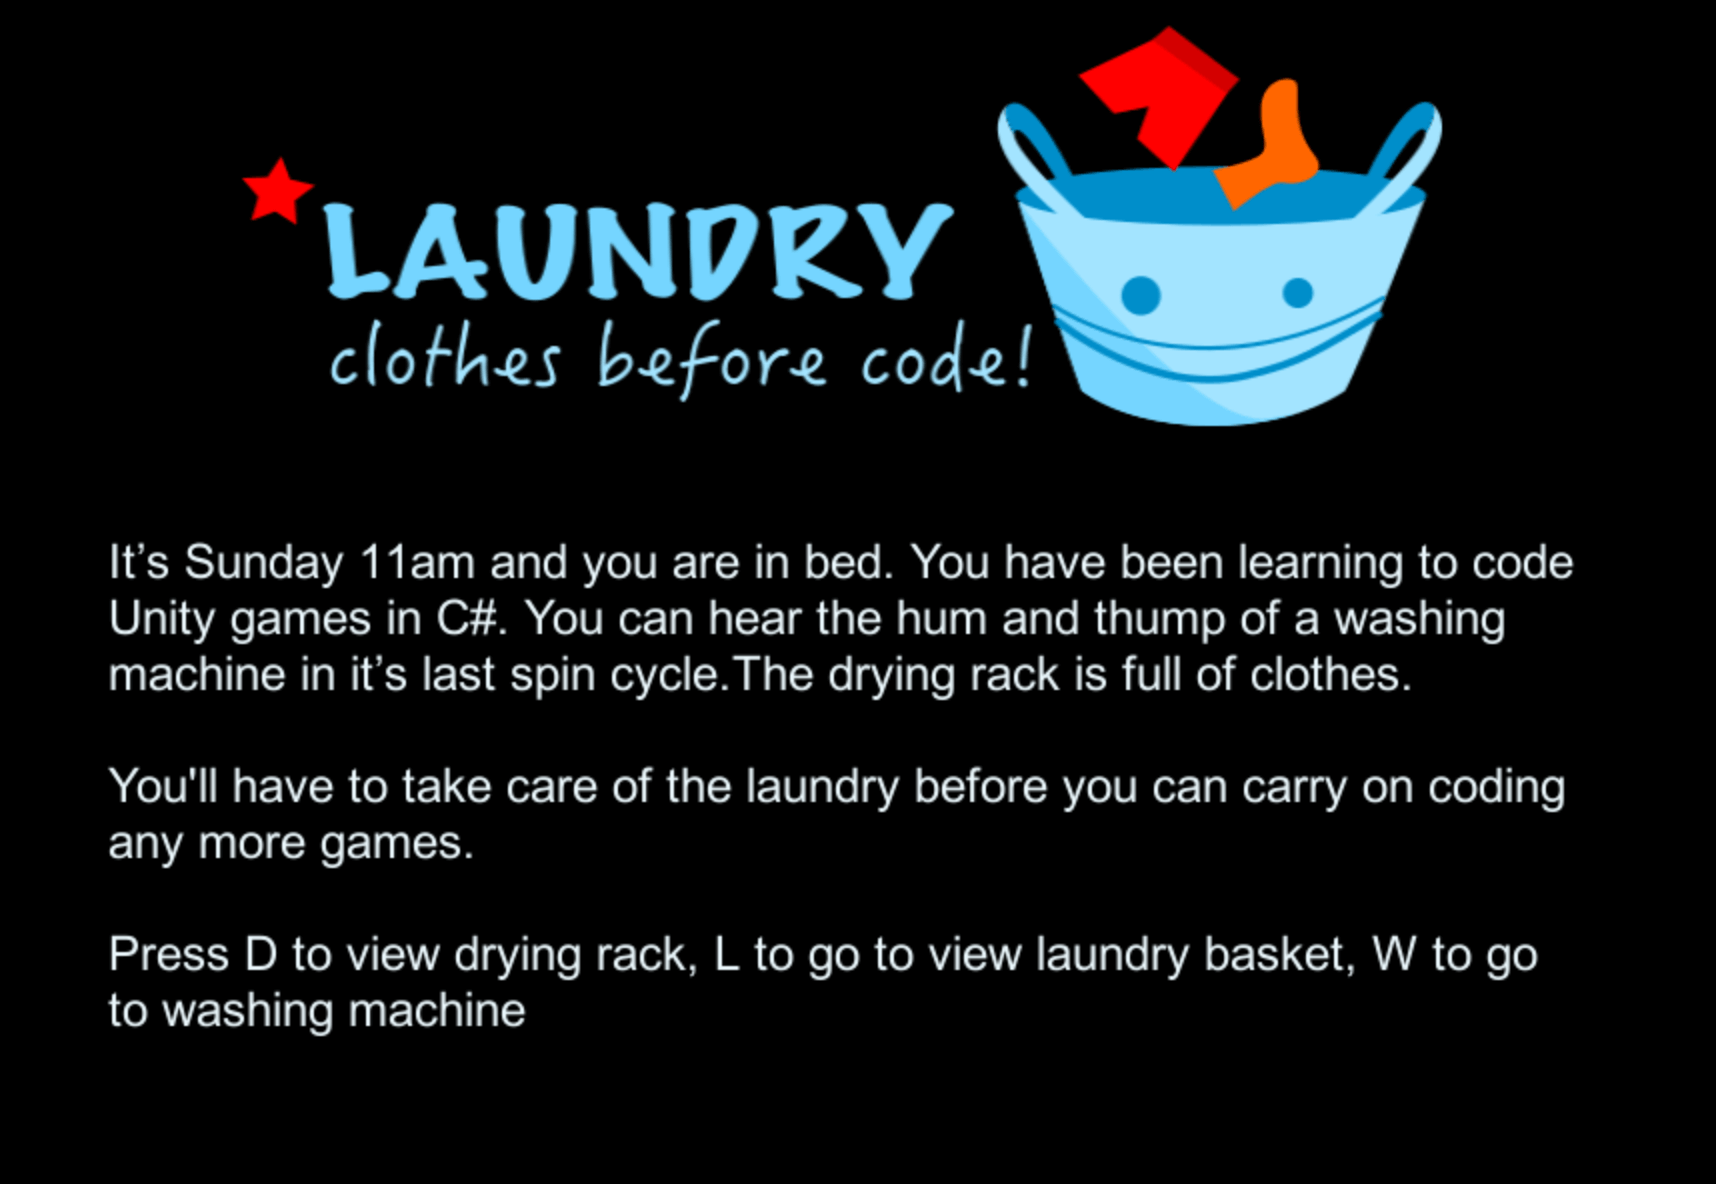 LAUNDRY
clothes before code!
It’s Sunday 11am and you are in bed. You have been learning to code
Unity games in C#. You can hear the hum and thump of a washing
machine in it’s last spin cycle.The drying rack is full of clothes.
You'll have to take care of the laundry before you can carry on coding
any more games.
Press D to view drying rack, L to go to view laundry basket, W to go
to washing machine